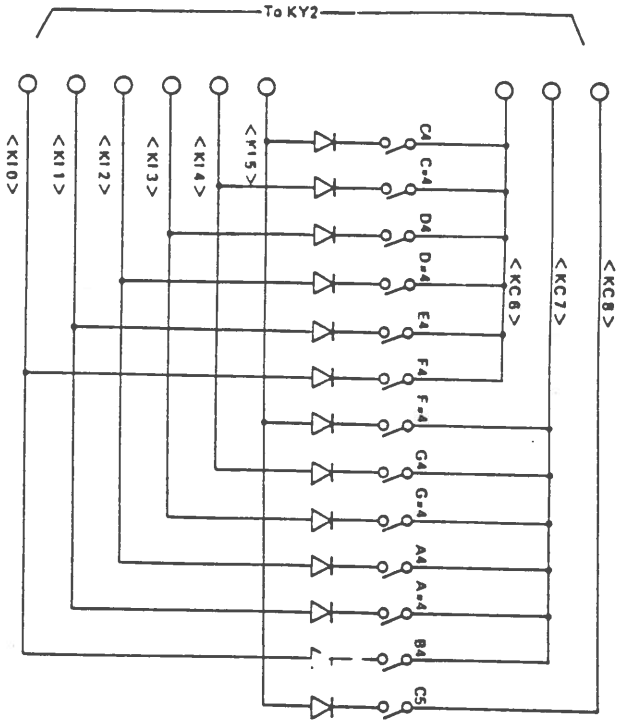 To KY2
<KI0>
<KI1>
<KI2>
<KI3>
<KI4>
<KI5>
<KC6>
<KC7>
<KC8>
C4
C#4
D4
D#4
E4
F4
F#4
G4
G#4
A4
A#4
B4
C5